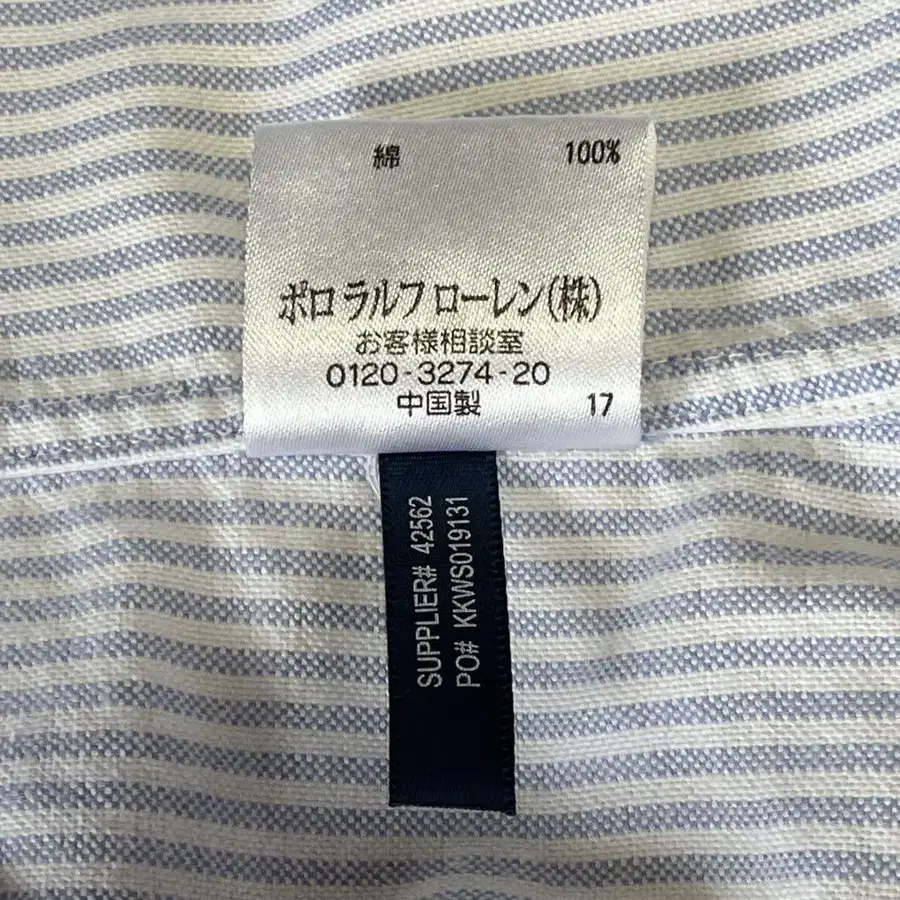 綿 100%
ポロ ラルフ ローレン(株)
お客様相談室
0120-3274-20
中国製 17
SUPPLIER# 42562
PO# KKWS019131